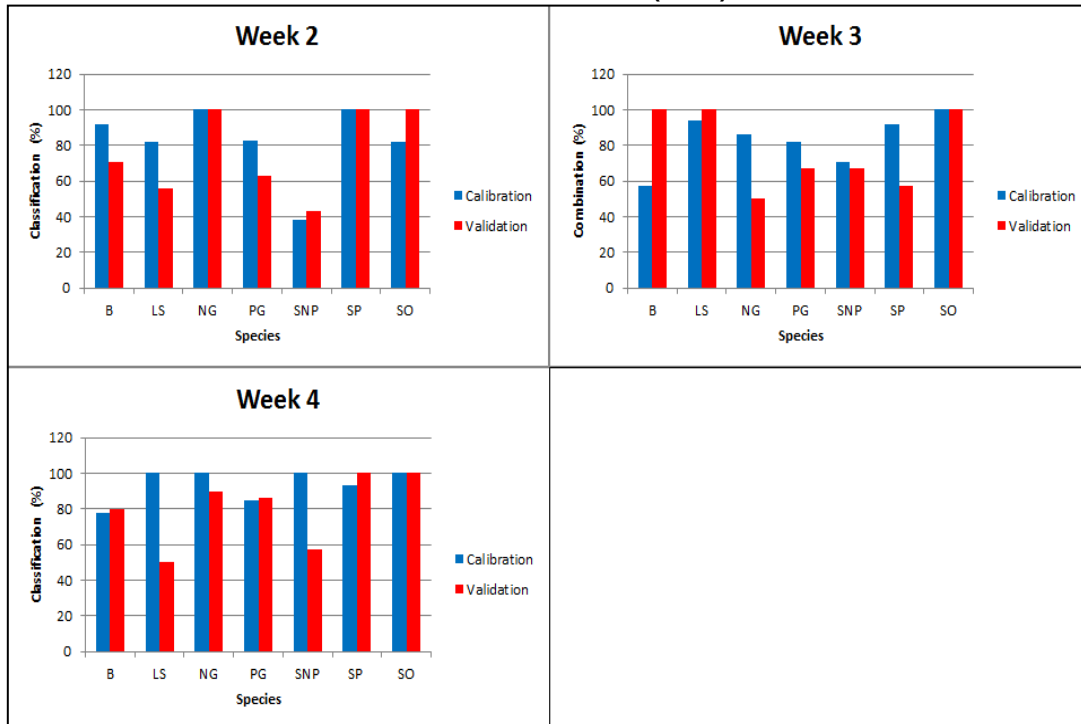 Week 2
120
100
80
60
40
20
0
Classification (%)
B LS NG PG SNP SP SO
Species
Calibration
Validation
Week 3
120
100
80
60
40
20
0
Combination (%)
B LS NG PG SNP SP SO
Species
Calibration
Validation
Week 4
120
100
80
60
40
20
0
Classification (%)
B LS NG PG SNP SP SO
Species
Calibration
Validation